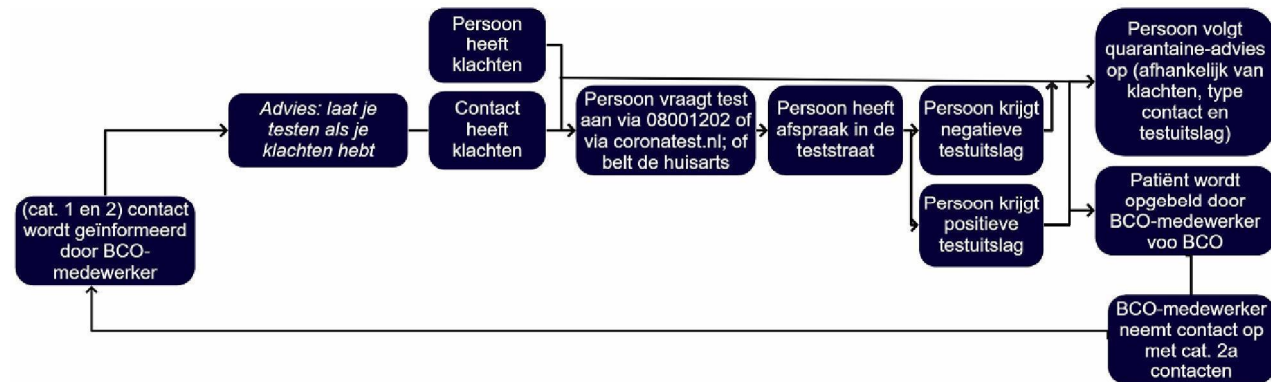 Persoon
heeft
klachten
Persoon volgt
quarantaine-advies
op (afhankelijk van
klachten, type
contact en
testuitslag)
Advies: laat je
testen als je
klachten hebt
Contact
heeft
klachten
Persoon vraagt test
aan via 08001202 of
via coronatest.nl; of
belt de huisarts
Persoon heeft
afspraak in de
teststraat
Persoon krijgt
negatieve
testuitslag
(cat. 1 en 2) contact
wordt geïnformeerd
door BCO-
medewerker
Persoon krijgt
positieve
testuitslag
Patiënt wordt
opgebeld door
BCO-medewerker
voo BCO
BCO-medewerker
neemt contact op
met cat. 2a
contacten